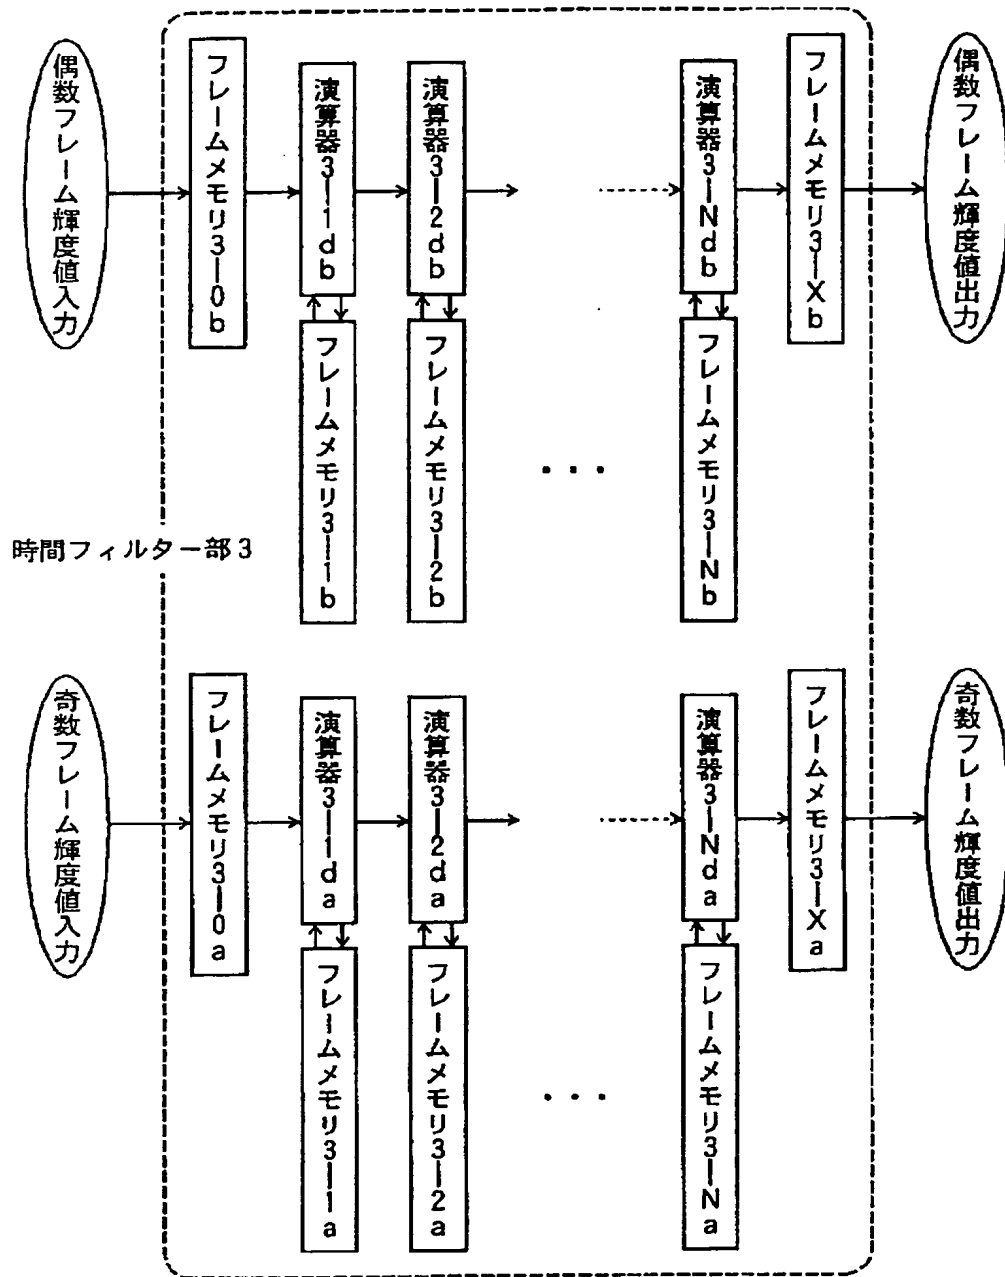 偶数フレーム輝度値入力
フレームメモリ3―0b
演算器3―1db
演算器3―2db
演算器3―Ndb
フレームメモリ3―Xb
偶数フレーム輝度値出力
フレームメモリ3―1b
フレームメモリ3―2b
・・・
フレームメモリ3―Nb
時間フィルター部3
奇数フレーム輝度値入力
フレームメモリ3―0a
演算器3―1da
演算器3―2da
演算器3―Nda
フレームメモリ3―Xa
奇数フレーム輝度値出力
フレームメモリ3―1a
フレームメモリ3―2a
・・・
フレームメモリ3―Na